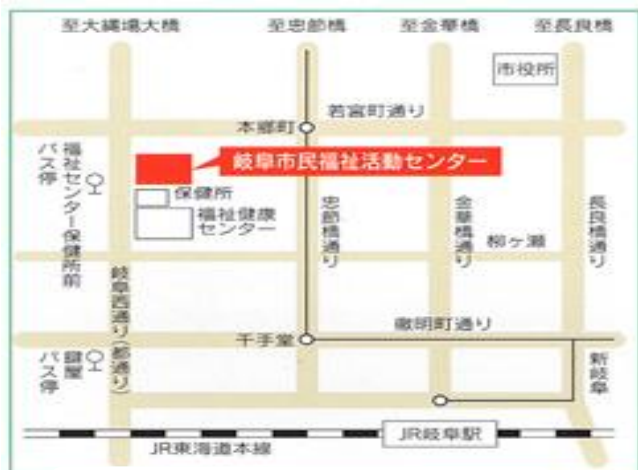 至大縄場大橋
至忠節橋
至金華橋
至長良橋
市役所
若宮町通り
本郷町
岐阜市民福祉活動センター
福祉センター保健所前
バス停
保健所
福祉健康
センター
忠節橋通り
金華橋通り
長良橋通り
柳ヶ瀬
岐阜西通り(都通り)
徹明町通り
千手堂
鍵屋
バス停
新岐阜
JR岐阜駅
JR東海道本線